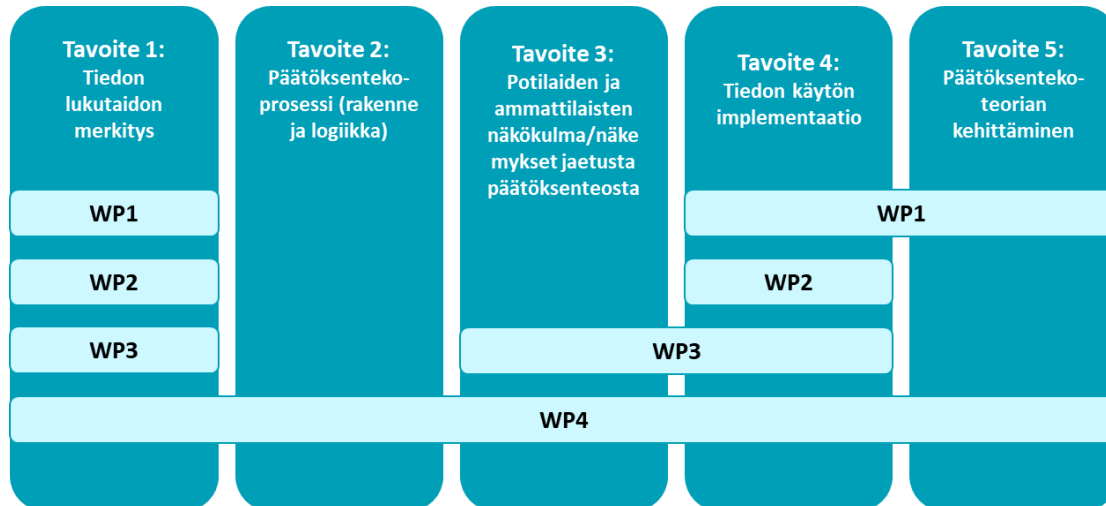 Tavoite 1:
Tiedon
lukutaidon
merkitys
Tavoite 2:
Päätöksenteko-
prosessi (rakenne
ja logiikka)
Tavoite 3:
Potilaiden ja
ammattilaisten
näkökulma/näke
mykset jaetusta
päätöksenteosta
Tavoite 4:
Tiedon käytön
implementaatio
Tavoite 5:
Päätöksenteko-
teorian
kehittäminen
WP1
WP1
WP2
WP2
WP3
WP3
WP4